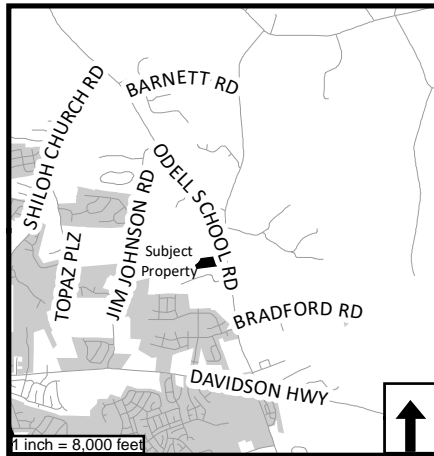 BARNETT RD
SHILOH CHURCH RD
ODELL SCHOOL RD
JIM JOHNSON RD
TOPAZ PLZ
Subject
Property
BRADFORD RD
DAVIDSON HWY
1 inch = 8,000 feet